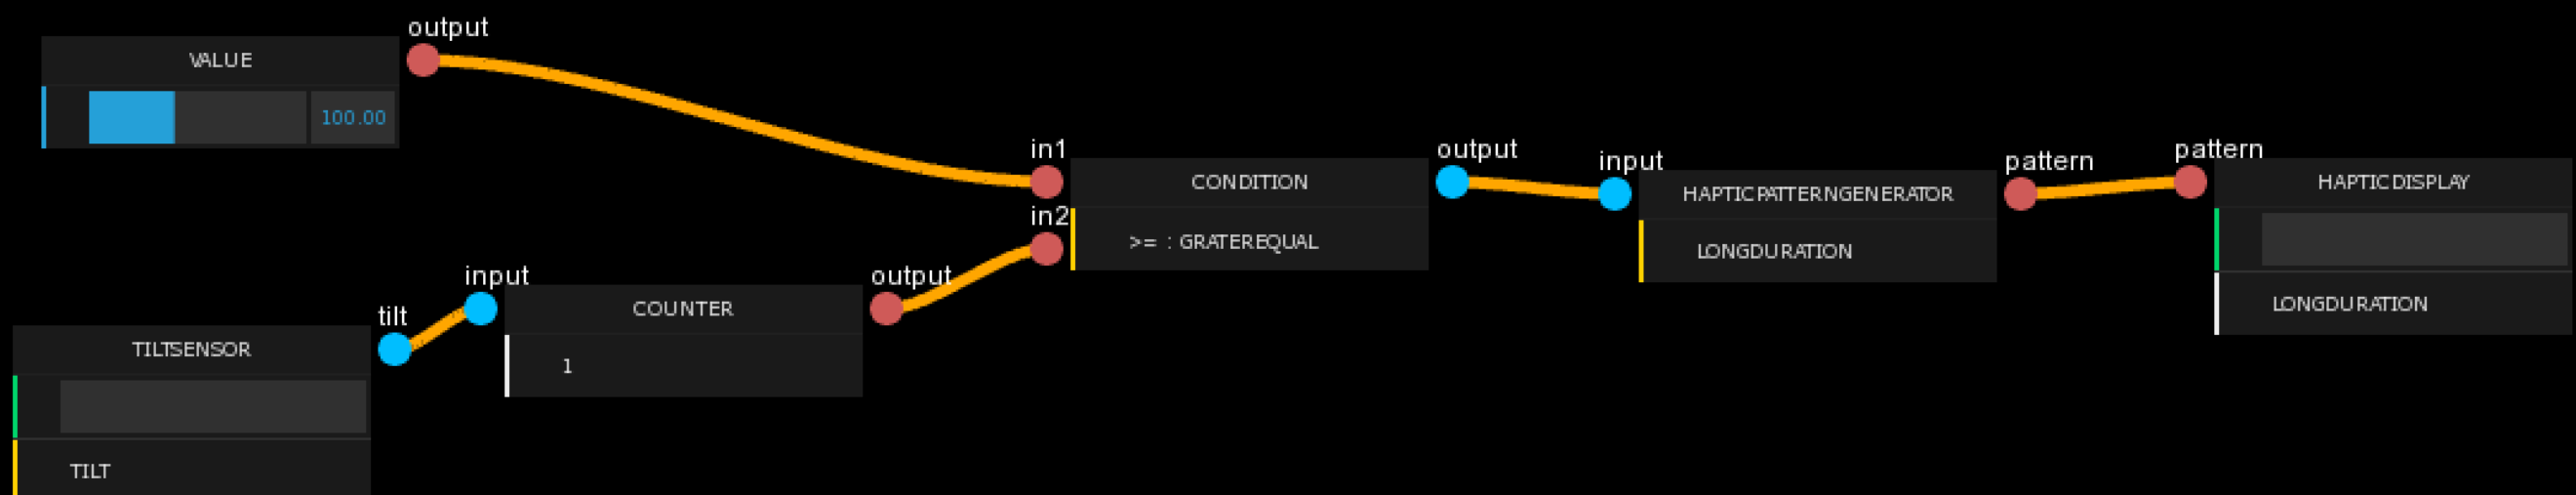 output
VALUE
100.00
in1
in2
CONDITION
>= : GRATEREQUAL
output
input
HAPTICPATTERNGENERATOR
LONGDURATION
pattern
pattern
HAPTICDISPLAY
LONGDURATION
input
COUNTER
1
output
tilt
TILTSENSOR
TILT